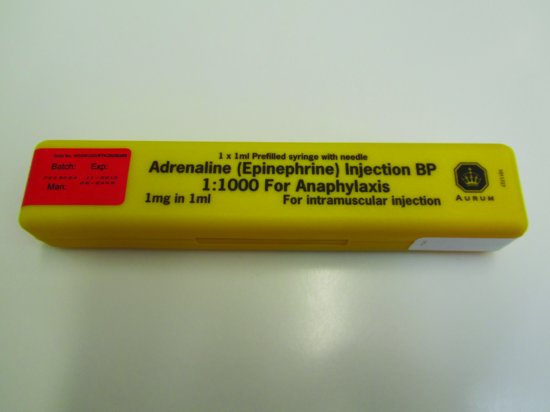 Batch: Exp:
Man:
1 x 1ml Prefilled syringe with needle
Adrenaline (Epinephrine) Injection BP
1:1000 For Anaphylaxis
1mg in 1ml For intramuscular injection
AURUM